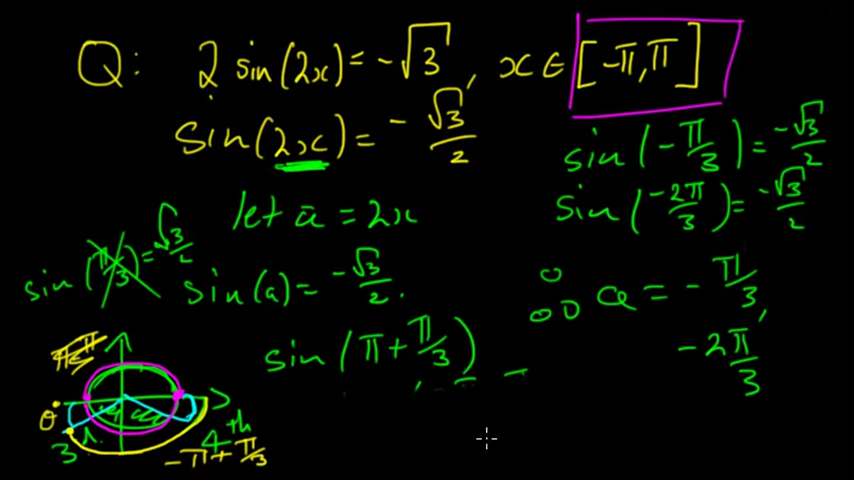 Q: 2 sin(2x) = -√3, x ∈ [-π, π]
sin(2x) = -√3/2
sin(-π/3) = -√3/2
sin(-2π/3) = -√3/2
let a = 2x
sin(π/3) = √3/2
sin(a) = -√3/2.
∴ a = -π/3,
-2π/3
sin(π + π/3)
θ
3
4th
-π + π/3